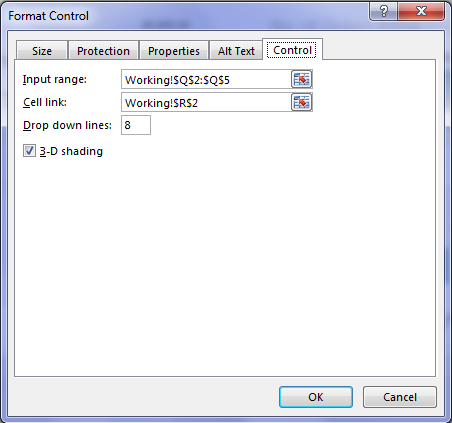 Format Control
Size Protection Properties Alt Text Control
Input range: Working!$Q$2:$Q$5
Cell link: Working!$R$2
Drop down lines: 8
3-D shading
OK Cancel